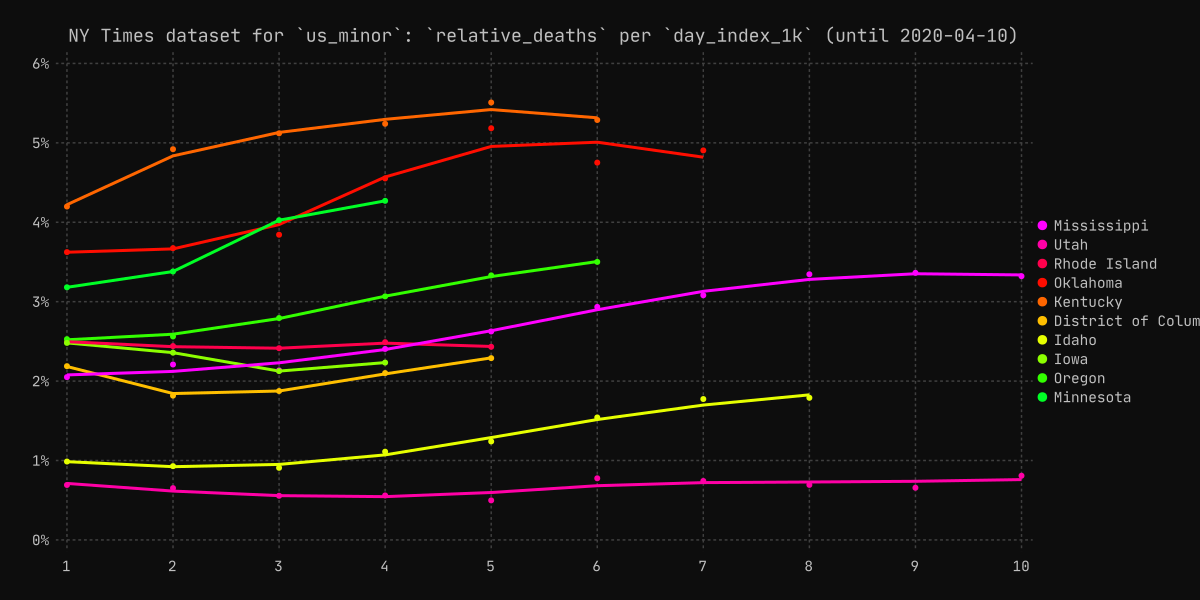 NY Times dataset for `us_minor`: `relative_deaths` per `day_index_1k` (until 2020-04-10)
6%
5%
4%
3%
2%
1%
0%
1 2 3 4 5 6 7 8 9 10
Mississippi
Utah
Rhode Island
Oklahoma
Kentucky
District of Colum
Idaho
Iowa
Oregon
Minnesota